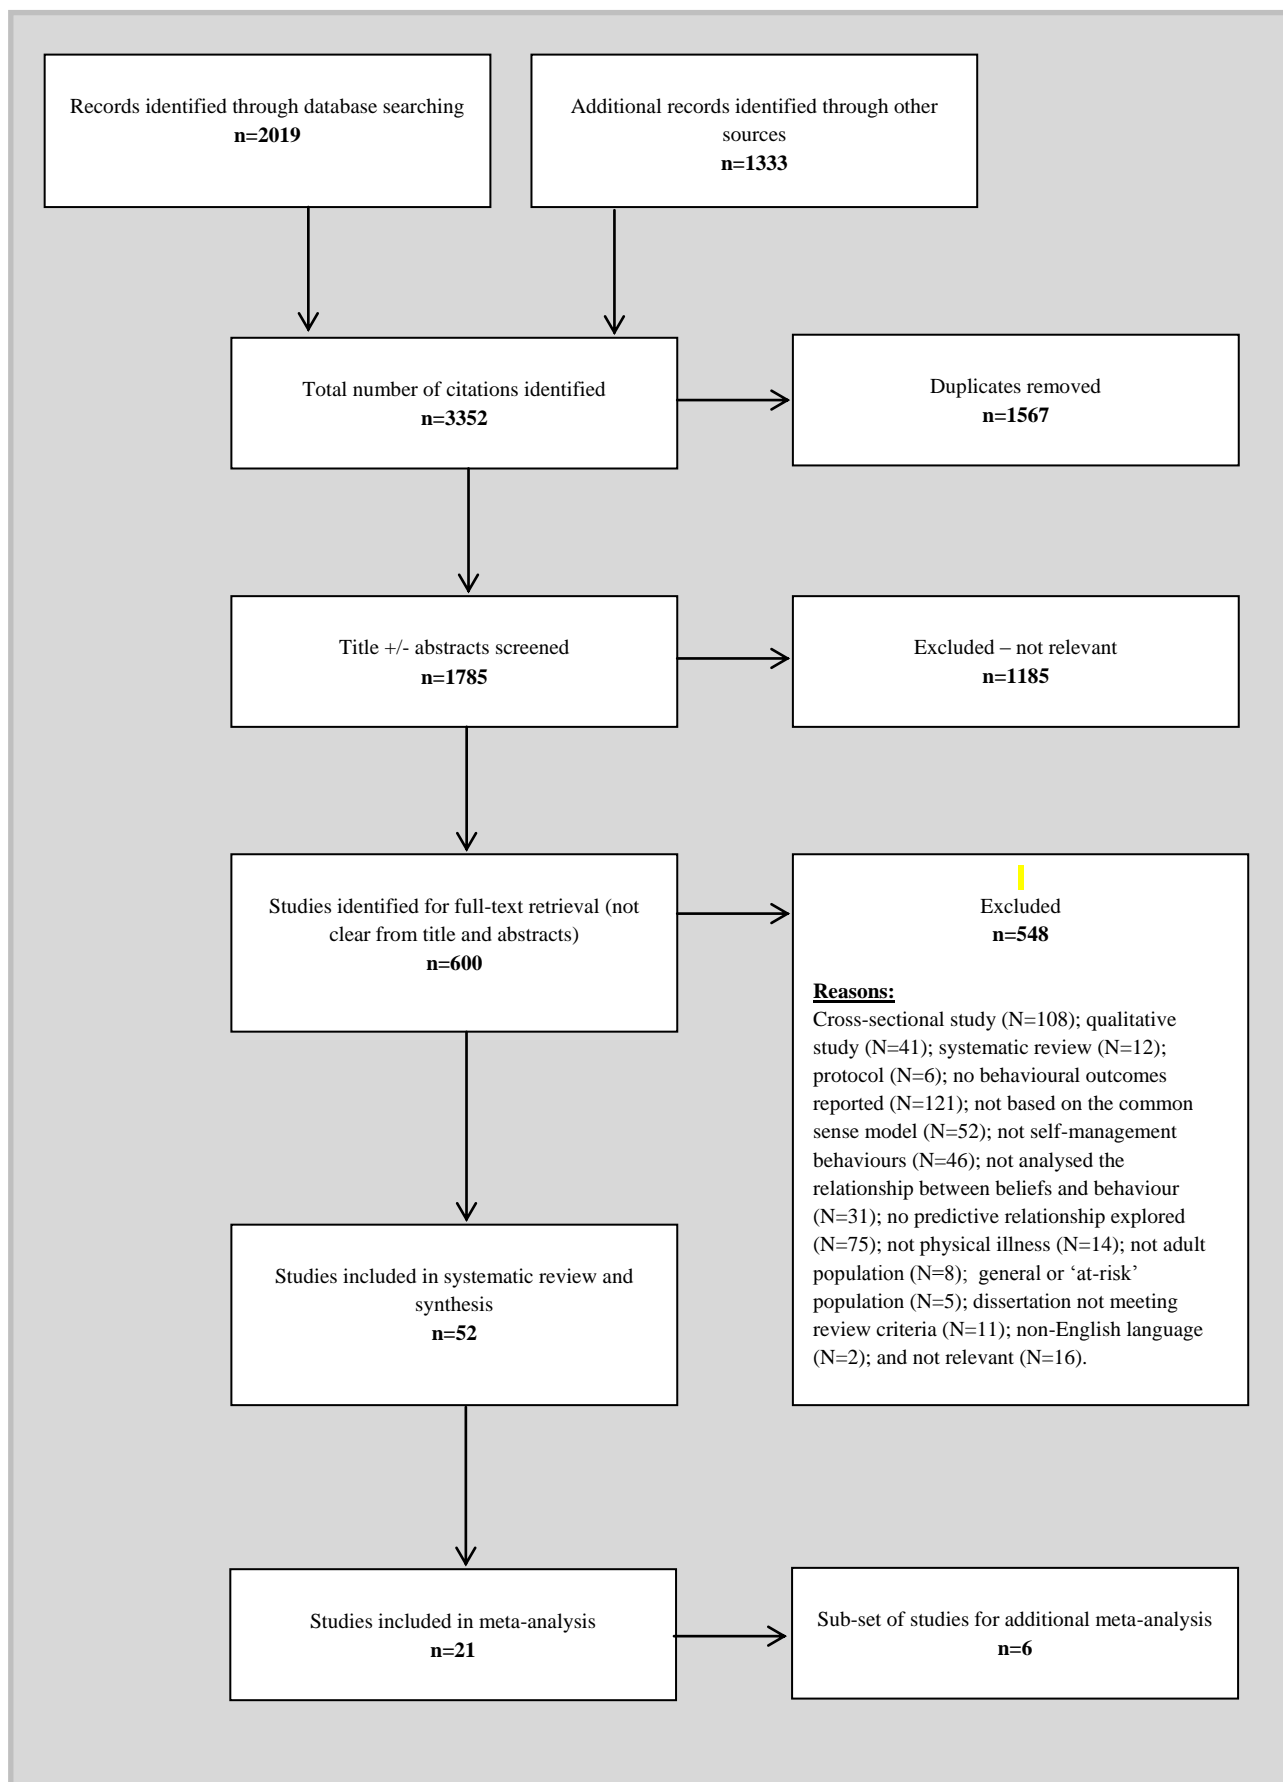 Records identified through database searching
n=2019
Additional records identified through other
sources
n=1333
Total number of citations identified
n=3352
Duplicates removed
n=1567
Title +/- abstracts screened
n=1785
Excluded – not relevant
n=1185
Studies identified for full-text retrieval (not
clear from title and abstracts)
n=600
Excluded
n=548
Reasons:
Cross-sectional study (N=108); qualitative
study (N=41); systematic review (N=12);
protocol (N=6); no behavioural outcomes
reported (N=121); not based on the common
sense model (N=52); not self-management
behaviours (N=46); not analysed the
relationship between beliefs and behaviour
(N=31); no predictive relationship explored
(N=75); not physical illness (N=14); not adult
population (N=8); general or ‘at-risk’
population (N=5); dissertation not meeting
review criteria (N=11); non-English language
(N=2); and not relevant (N=16).
Studies included in systematic review and
synthesis
n=52
Studies included in meta-analysis
n=21
Sub-set of studies for additional meta-analysis
n=6